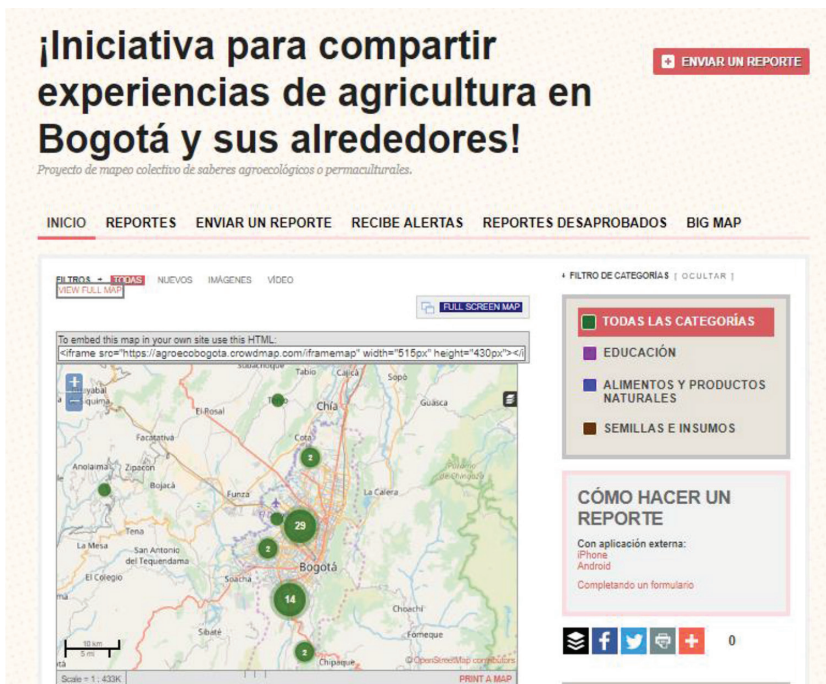 ¡Iniciativa para compartir
experiencias de agricultura en
Bogotá y sus alrededores!
ENVIAR UN REPORTE
Proyecto de mapeo colectivo de saberes agroecológicos o permaculturales.
INICIO REPORTES ENVIAR UN REPORTE RECIBE ALERTAS REPORTES DESAPROBADOS BIG MAP
FILTROS → TODAS NUEVOS IMÁGENES VÍDEO
VIEW FULL MAP
FULL SCREEN MAP
To embed this map in your own site use this HTML:
<iframe src="https://agroecobogota.crowdmap.com/iframemap" width="515px" height="430px"></i
Tabio Cajicá Sopó
El Rosal Chía Guasca
Facatativá Cota
2
Anolaima Zipacón
Bojacá Funza La Calera
29
Tena 2
La Mesa San Antonio
del Tequendama Bogotá
El Colegio Soacha
14
Choachí
Sibaté Fomeque
10 km
5 mi
2
Chipaque © OpenStreetMap contributors
Scale = 1 : 433K PRINT A MAP
FILTRO DE CATEGORÍAS [ OCULTAR ]
TODAS LAS CATEGORÍAS
EDUCACIÓN
ALIMENTOS Y PRODUCTOS
NATURALES
SEMILLAS E INSUMOS
CÓMO HACER UN
REPORTE
Con aplicación externa:
iPhone
Android
Completando un formulario
0